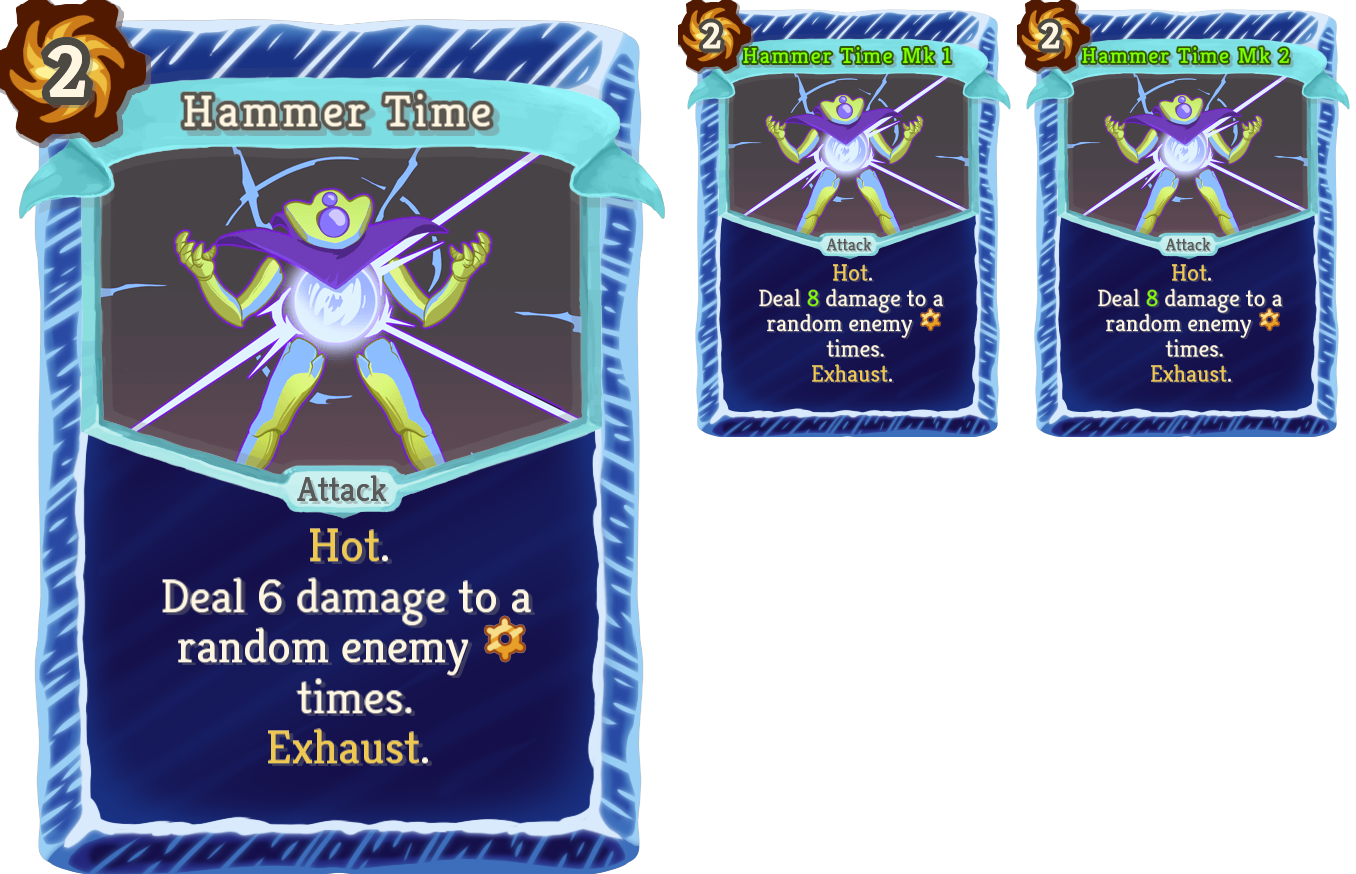 2
Hammer Time
Attack
Hot.
Deal 6 damage to a
random enemy
times.
Exhaust.
2
Hammer Time Mk 1
Attack
Hot.
Deal 8 damage to a
random enemy
times.
Exhaust.
2
Hammer Time Mk 2
Attack
Hot.
Deal 8 damage to a
random enemy
times.
Exhaust.